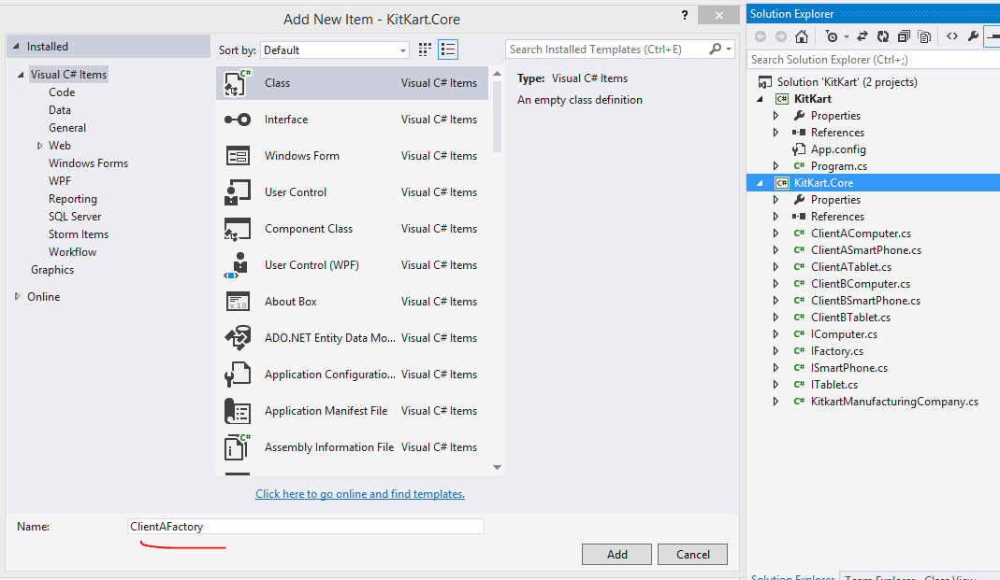 Add New Item - KitKart.Core
?
Installed
Sort by: Default
Search Installed Templates (Ctrl+E)
Visual C# Items
Code
Data
General
Web
Windows Forms
WPF
Reporting
SQL Server
Storm Items
Workflow
Graphics
Online
Class Visual C# Items
Interface Visual C# Items
Windows Form Visual C# Items
User Control Visual C# Items
Component Class Visual C# Items
User Control (WPF) Visual C# Items
About Box Visual C# Items
ADO.NET Entity Data Mo... Visual C# Items
Application Configuratio... Visual C# Items
Application Manifest File Visual C# Items
Assembly Information File Visual C# Items
Click here to go online and find templates.
Type: Visual C# Items
An empty class definition
Name: ClientAFactory
Add Cancel
Solution Explorer
Search Solution Explorer (Ctrl+;)
Solution 'KitKart' (2 projects)
C# KitKart
Properties
References
App.config
C# Program.cs
C# KitKart.Core
Properties
References
C# ClientAComputer.cs
C# ClientASmartPhone.cs
C# ClientATablet.cs
C# ClientBComputer.cs
C# ClientBSmartPhone.cs
C# ClientBTablet.cs
C# IComputer.cs
C# IFactory.cs
C# ISmartPhone.cs
C# ITablet.cs
C# KitkartManufacturingCompany.cs
Solution Explorer Team Explorer Class View